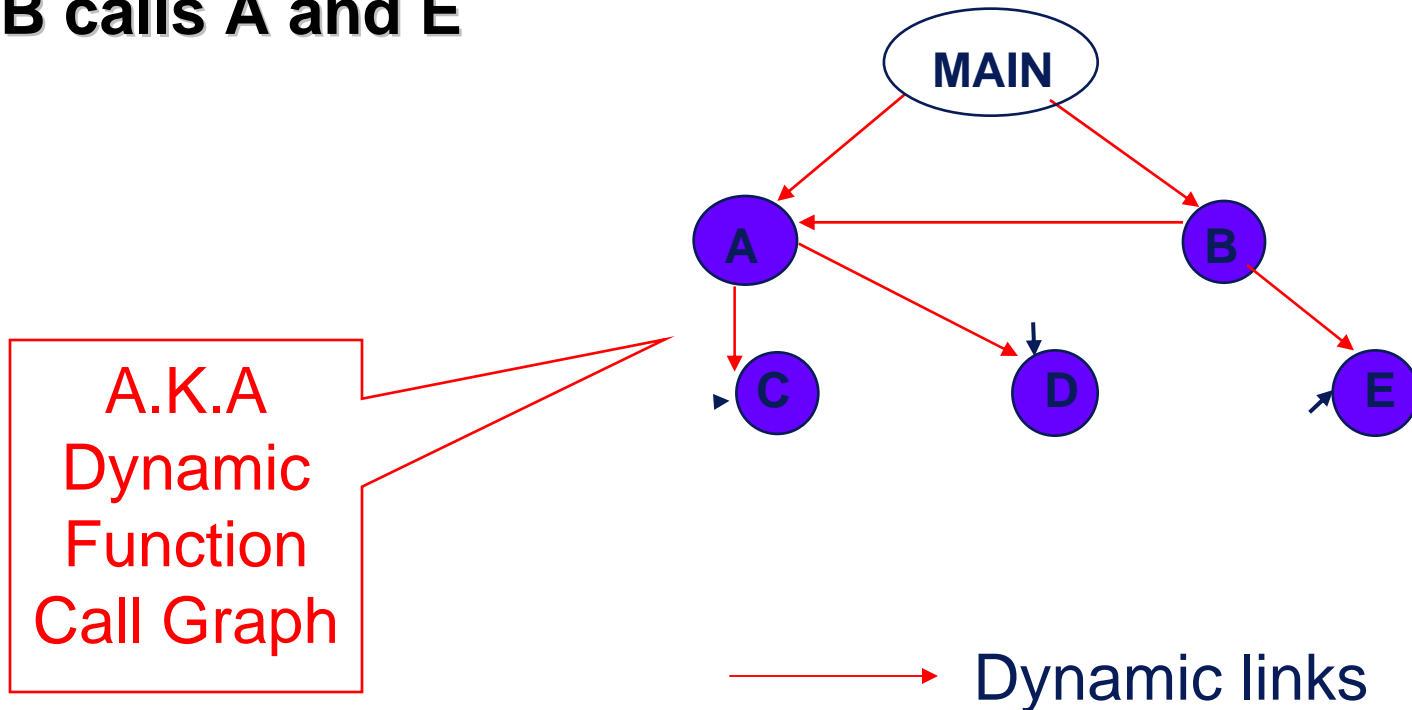 B calls A and E
MAIN
A
B
C
D
E
A.K.A
Dynamic
Function
Call Graph
Dynamic links